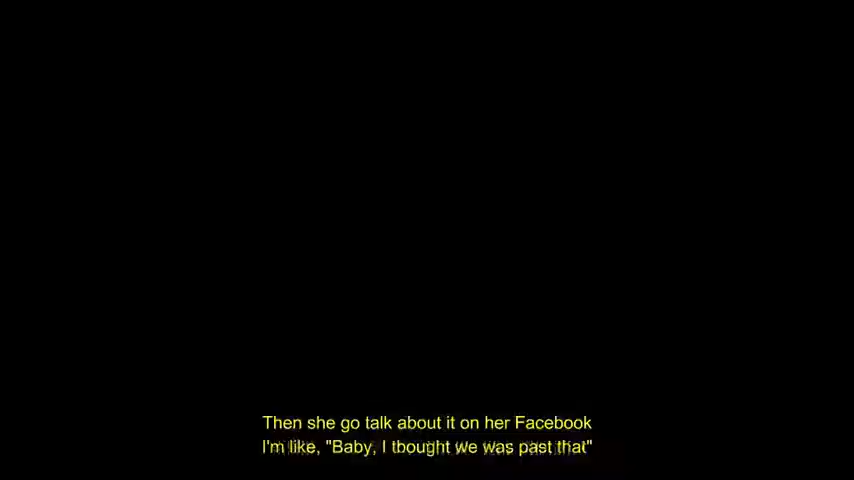 Then she go talk about it on her Facebook
I'm like, "Baby, I thought we was past that"